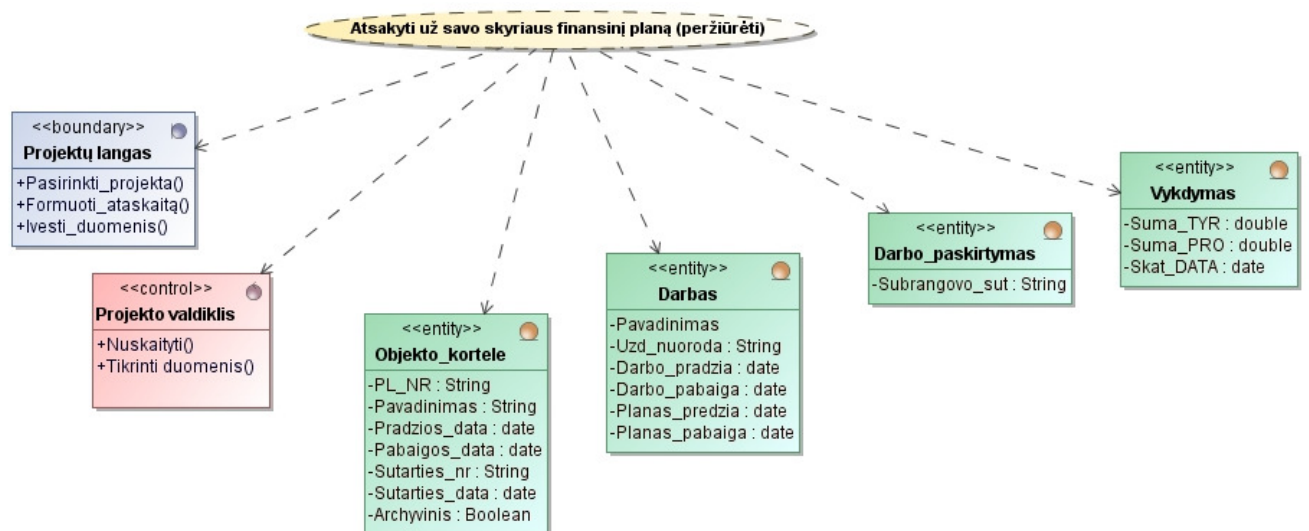 Atsakyti už savo skyriaus finansinį planą (peržiūrėti)
<<boundary>>
Projektų langas
+Pasirinkti_projekta()
+Formuoti_ataskaitą()
+Ivesti_duomenis()
<<control>>
Projekto valdiklis
+Nuskaityti()
+Tikrinti duomenis()
<<entity>>
Objekto_kortele
-PL_NR : String
-Pavadinimas : String
-Pradzios_data : date
-Pabaigos_data : date
-Sutarties_nr : String
-Sutarties_data : date
-Archyvinis : Boolean
<<entity>>
Darbas
-Pavadinimas
-Uzd_nuoroda : String
-Darbo_pradzia : date
-Darbo_pabaiga : date
-Planas_predzia : date
-Planas_pabaiga : date
<<entity>>
Darbo_paskirtymas
-Subrangovo_sut : String
<<entity>>
Vykdymas
-Suma_TYR : double
-Suma_PRO : double
-Skat_DATA : date